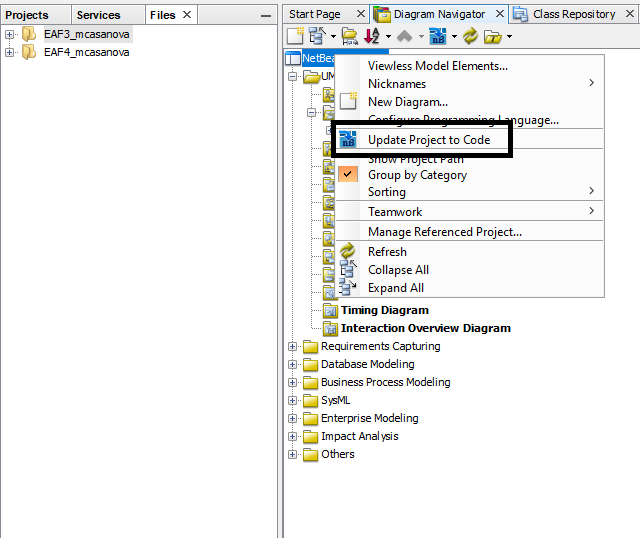 Projects Services Files
EAF3_mcasanova
EAF4_mcasanova
Start Page Diagram Navigator Class Repository
NetBea
UM
Viewless Model Elements...
Nicknames
New Diagram...
Configure Programming Language...
Update Project to Code
Show Project Path
Group by Category
Sorting
Teamwork
Manage Referenced Project...
Refresh
Collapse All
Expand All
Timing Diagram
Interaction Overview Diagram
Requirements Capturing
Database Modeling
Business Process Modeling
SysML
Enterprise Modeling
Impact Analysis
Others